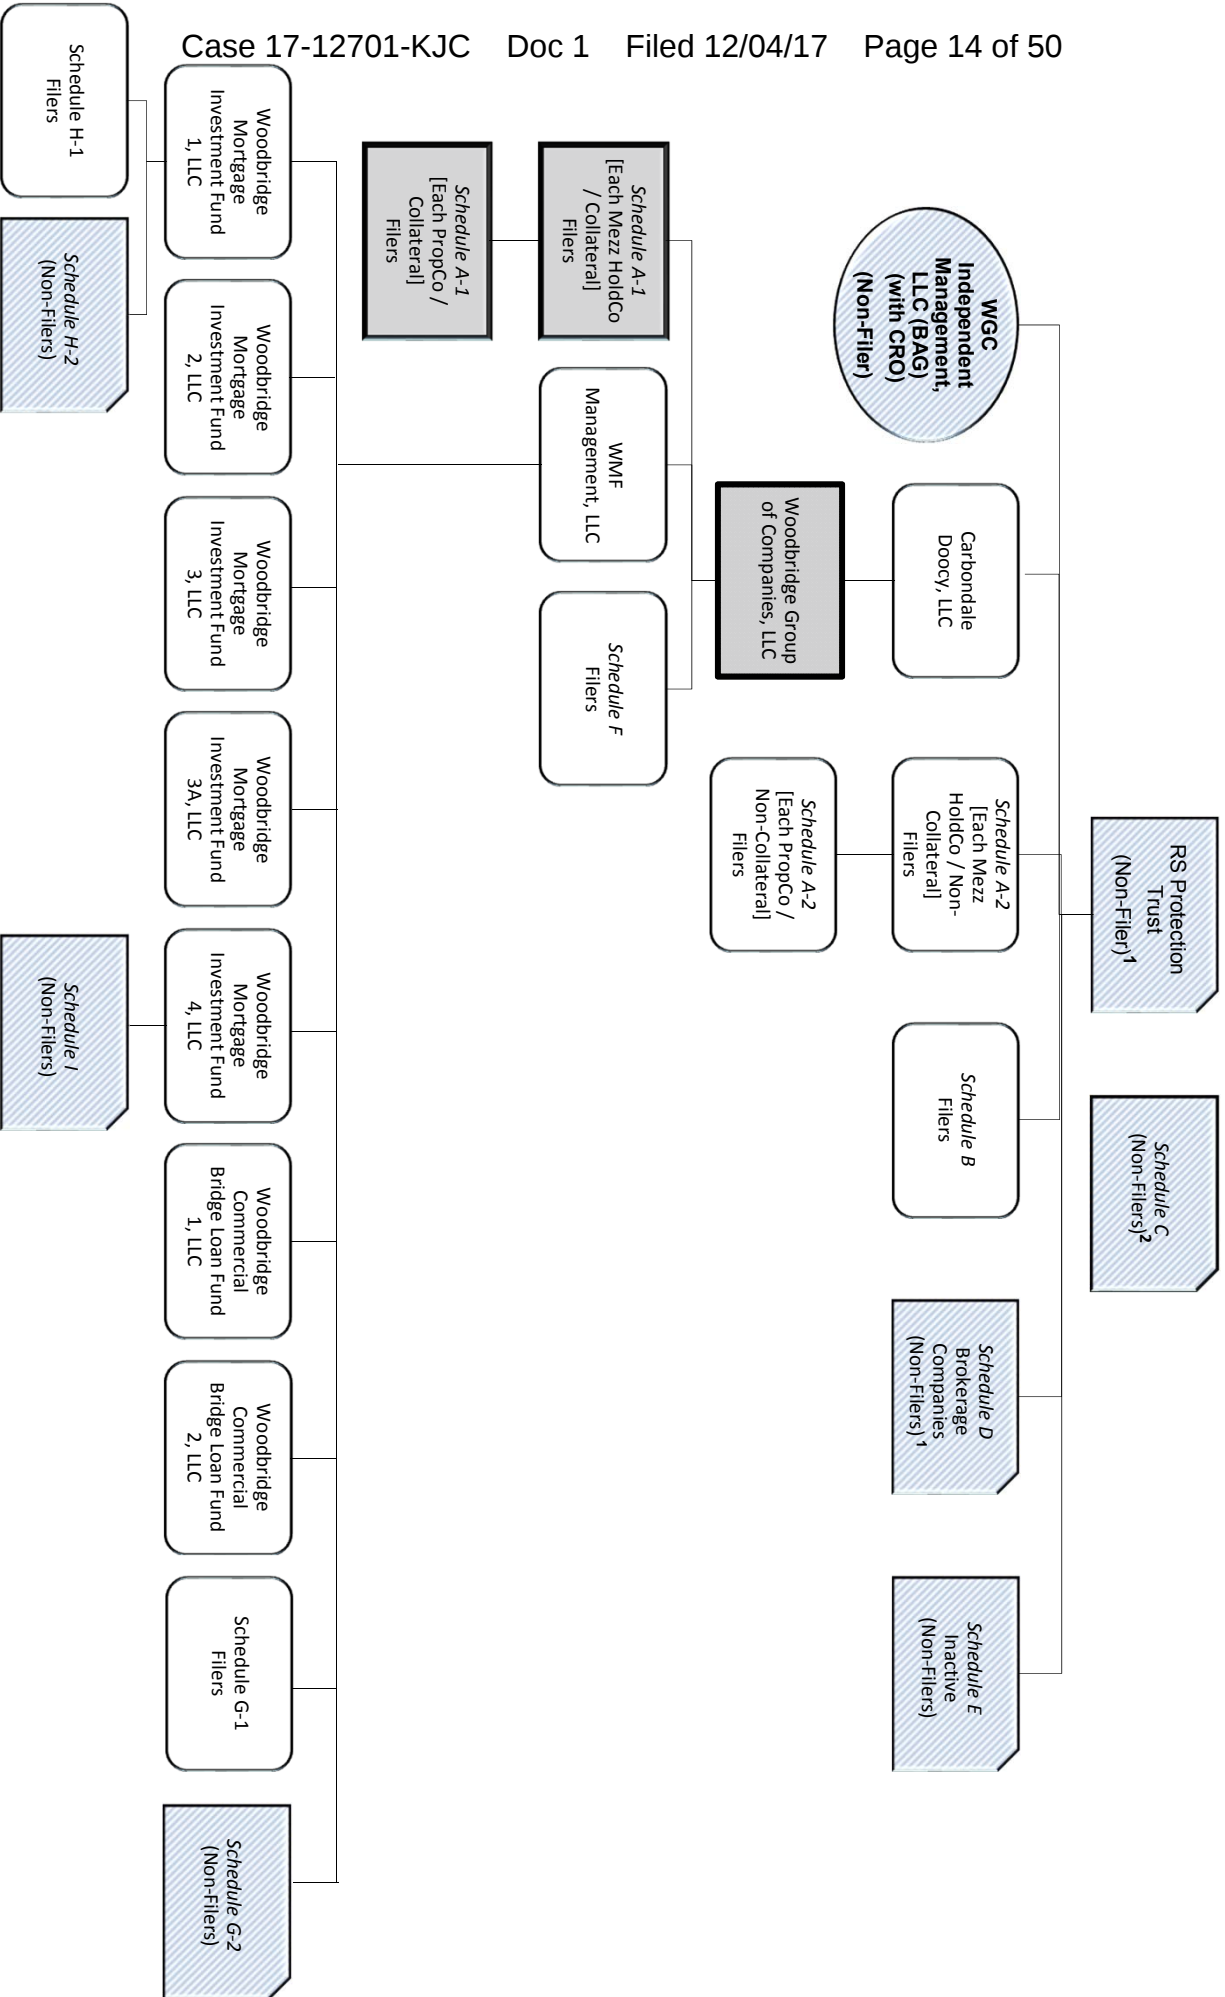 Case 17-12701-KJC Doc 1 Filed 12/04/17 Page 14 of 50
RS Protection
Trust
(Non-Filer)1
Schedule C
(Non-Filers)2
WGC
Independent
Management,
LLC (BAG)
(with CRO)
(Non-Filer)
Carbondale
Doocy, LLC
Schedule A-2
[Each Mezz
HoldCo / Non-
Collateral]
Filers
Schedule B
Filers
Schedule D
Brokerage
Companies
(Non-Filers) 1
Schedule E
Inactive
(Non-Filers)
Woodbridge Group
of Companies, LLC
Schedule A-2
[Each PropCo /
Non-Collateral]
Filers
Schedule A-1
[Each Mezz HoldCo
/ Collateral]
Filers
WMF
Management, LLC
Schedule F
Filers
Schedule A-1
[Each PropCo /
Collateral]
Filers
Woodbridge
Mortgage
Investment Fund
1, LLC
Woodbridge
Mortgage
Investment Fund
2, LLC
Woodbridge
Mortgage
Investment Fund
3, LLC
Woodbridge
Mortgage
Investment Fund
3A, LLC
Woodbridge
Mortgage
Investment Fund
4, LLC
Woodbridge
Commercial
Bridge Loan Fund
1, LLC
Woodbridge
Commercial
Bridge Loan Fund
2, LLC
Schedule G-1
Filers
Schedule G-2
(Non-Filers)
Schedule H-1
Filers
Schedule H-2
(Non-Filers)
Schedule I
(Non-Filers)